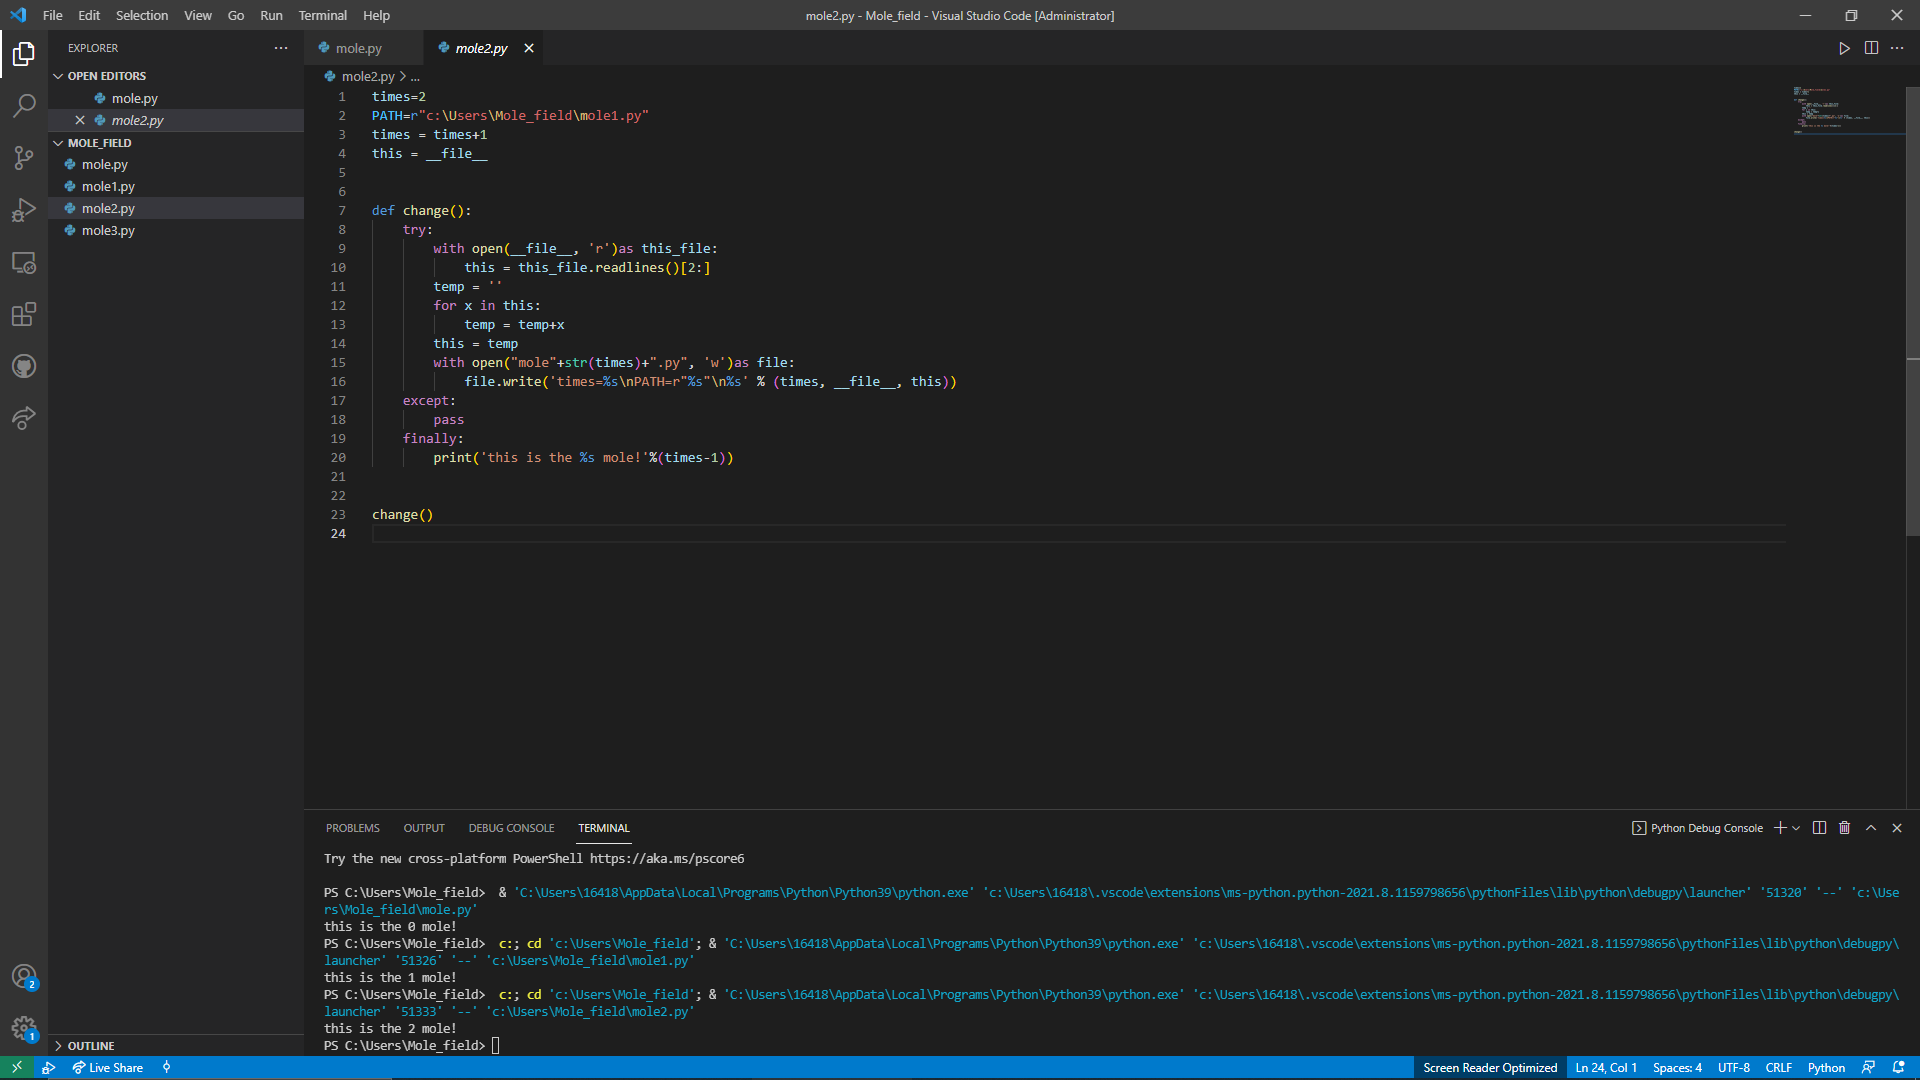 File Edit Selection View Go Run Terminal Help
mole2.py - Mole_field - Visual Studio Code [Administrator]
EXPLORER
OPEN EDITORS
mole.py
mole2.py
MOLE_FIELD
mole.py
mole1.py
mole2.py
mole3.py
OUTLINE
mole.py mole2.py
mole2.py > ...
1 times=2
2 PATH=r"c:\Users\Mole_field\mole1.py"
3 times = times+1
4 this = __file__
5
6
7 def change():
8 try:
9 with open(__file__, 'r')as this_file:
10 this = this_file.readlines()[2:]
11 temp = ''
12 for x in this:
13 temp = temp+x
14 this = temp
15 with open("mole"+str(times)+".py", 'w')as file:
16 file.write('times=%s\nPATH=r"%s"\n%s' % (times, __file__, this))
17 except:
18 pass
19 finally:
20 print('this is the %s mole!'%(times-1))
21
22
23 change()
24
PROBLEMS OUTPUT DEBUG CONSOLE TERMINAL
Python Debug Console
Try the new cross-platform PowerShell https://aka.ms/pscore6
PS C:\Users\Mole_field>  & 'C:\Users\16418\AppData\Local\Programs\Python\Python39\python.exe' 'c:\Users\16418\.vscode\extensions\ms-python.python-2021.8.1159798656\pythonFiles\lib\python\debugpy\launcher' '51320' '--' 'c:\Use
rs\Mole_field\mole.py'
this is the 0 mole!
PS C:\Users\Mole_field>  c:; cd 'c:\Users\Mole_field'; & 'C:\Users\16418\AppData\Local\Programs\Python\Python39\python.exe' 'c:\Users\16418\.vscode\extensions\ms-python.python-2021.8.1159798656\pythonFiles\lib\python\debugpy\
launcher' '51326' '--' 'c:\Users\Mole_field\mole1.py'
this is the 1 mole!
PS C:\Users\Mole_field>  c:; cd 'c:\Users\Mole_field'; & 'C:\Users\16418\AppData\Local\Programs\Python\Python39\python.exe' 'c:\Users\16418\.vscode\extensions\ms-python.python-2021.8.1159798656\pythonFiles\lib\python\debugpy\
launcher' '51333' '--' 'c:\Users\Mole_field\mole2.py'
this is the 2 mole!
PS C:\Users\Mole_field>
2
1
Live Share
Screen Reader Optimized Ln 24, Col 1 Spaces: 4 UTF-8 CRLF Python